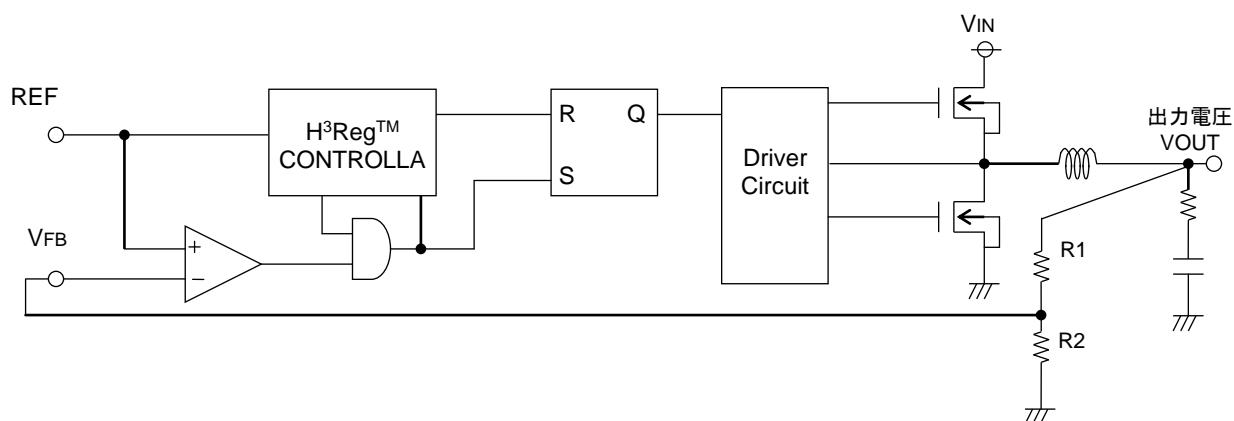 VIN
REF
H³Reg™
CONTROLLA
R
Q
S
Driver
Circuit
出力電圧
VOUT
VFB
+
−
R1
R2